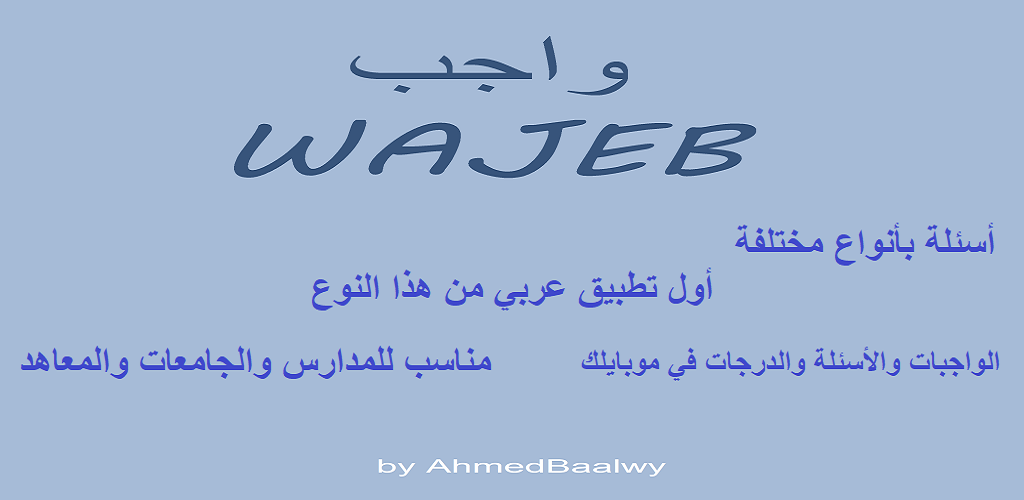 واجب
WAJEB
أسئلة بأنواع مختلفة
أول تطبيق عربي من هذا النوع
الواجبات والأسئلة والدرجات في موبايلك
مناسب للمدارس والجامعات والمعاهد
by AhmedBaalwy